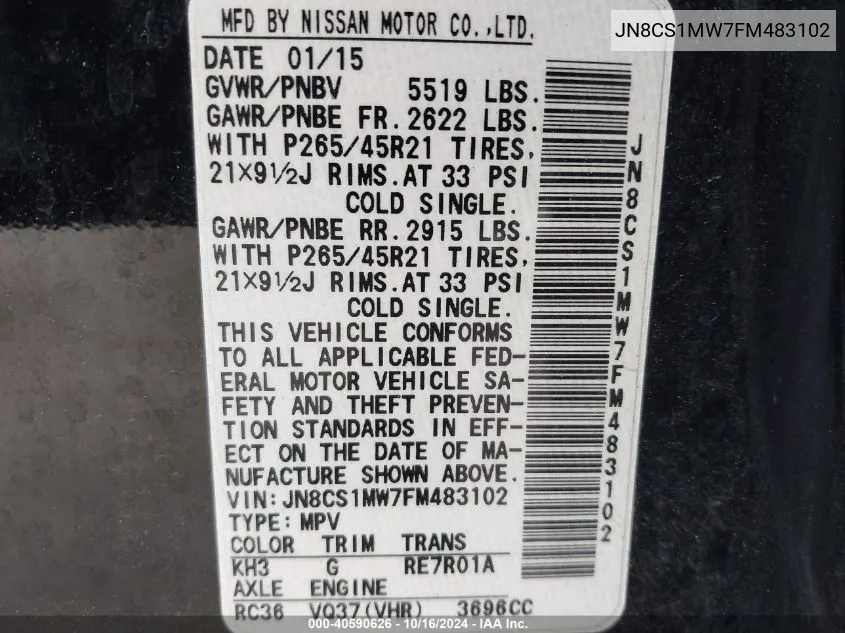 JN8CS1MW7FM483102
MFD BY NISSAN MOTOR CO.,LTD.
DATE 01/15
GVWR/PNBV 5519 LBS.
GAWR/PNBE FR. 2622 LBS.
WITH P265/45R21 TIRES,
21×9½J RIMS. AT 33 PSI
COLD SINGLE.
GAWR/PNBE RR. 2915 LBS.
WITH P265/45R21 TIRES,
21×9½J RIMS. AT 33 PSI
COLD SINGLE.
THIS VEHICLE CONFORMS
TO ALL APPLICABLE FED-
ERAL MOTOR VEHICLE SA-
FETY AND THEFT PREVEN-
TION STANDARDS IN EFF-
ECT ON THE DATE OF MA-
NUFACTURE SHOWN ABOVE.
VIN: JN8CS1MW7FM483102
TYPE: MPV
COLOR TRIM TRANS
KH3 G RE7R01A
AXLE ENGINE
RC36 VQ37(VHR) 3696CC
JN8CS1MW7FM483102
000-40590626 - 10/16/2024 - IAA Inc.